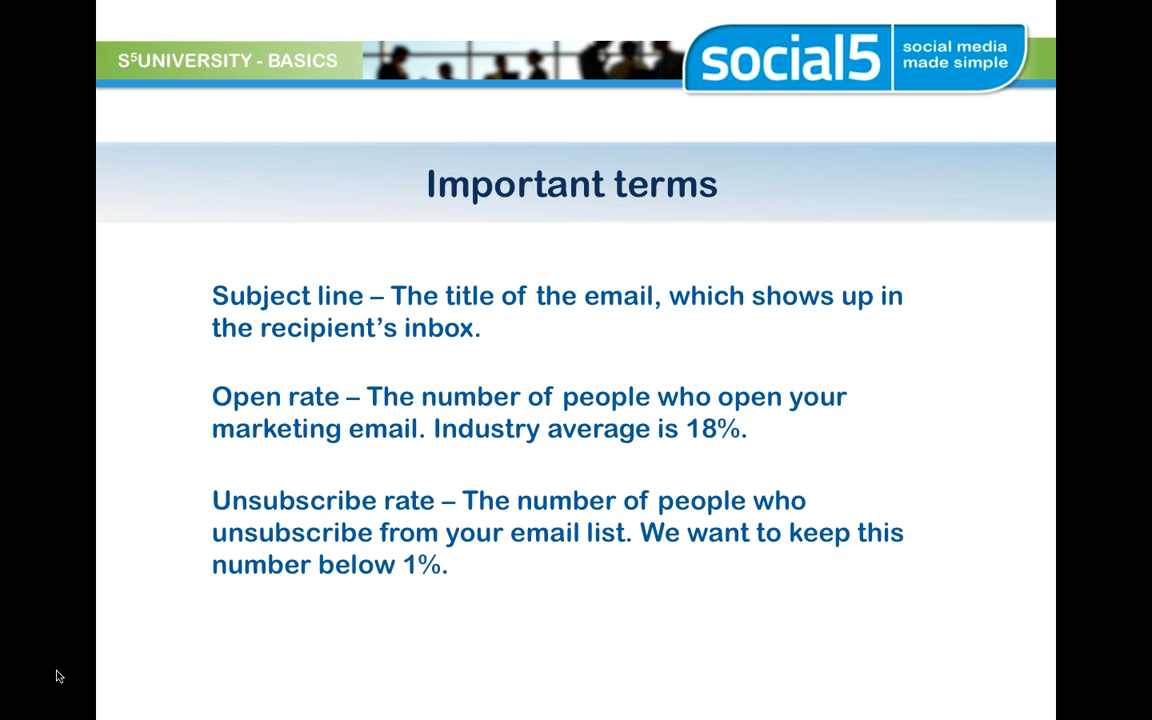 S⁵UNIVERSITY - BASICS
social5
social media
made simple
Important terms
Subject line – The title of the email, which shows up in
the recipient’s inbox.
Open rate – The number of people who open your
marketing email. Industry average is 18%.
Unsubscribe rate – The number of people who
unsubscribe from your email list. We want to keep this
number below 1%.